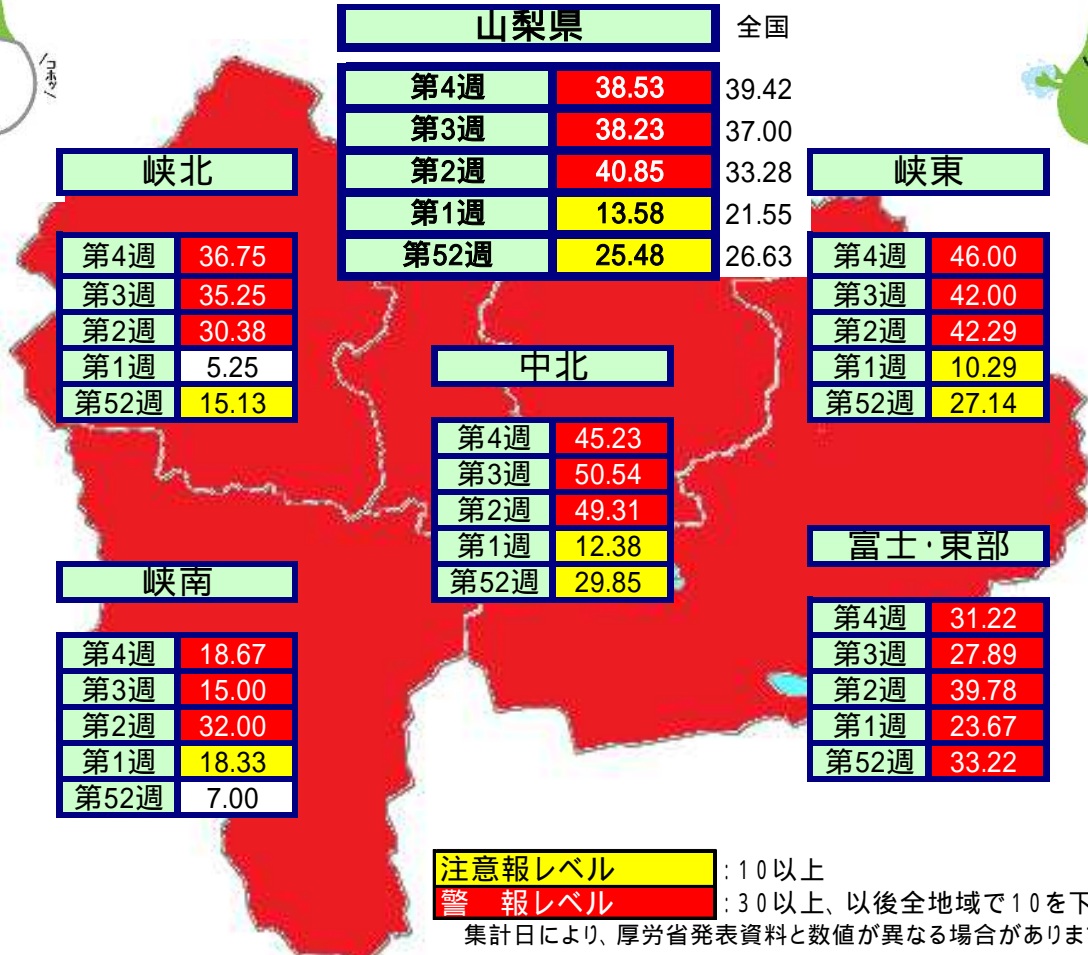 山梨県 全国
第4週 38.53 39.42
第3週 38.23 37.00
第2週 40.85 33.28
第1週 13.58 21.55
第52週 25.48 26.63
\コホッ/
峡北
第4週 36.75
第3週 35.25
第2週 30.38
第1週 5.25
第52週 15.13
峡東
第4週 46.00
第3週 42.00
第2週 42.29
第1週 10.29
第52週 27.14
中北
第4週 45.23
第3週 50.54
第2週 49.31
第1週 12.38
第52週 29.85
峡南
第4週 18.67
第3週 15.00
第2週 32.00
第1週 18.33
第52週 7.00
富士・東部
第4週 31.22
第3週 27.89
第2週 39.78
第1週 23.67
第52週 33.22
注意報レベル :10以上
警 報レベル :30以上、以後全地域で10を下
集計日により、厚労省発表資料と数値が異なる場合がありま